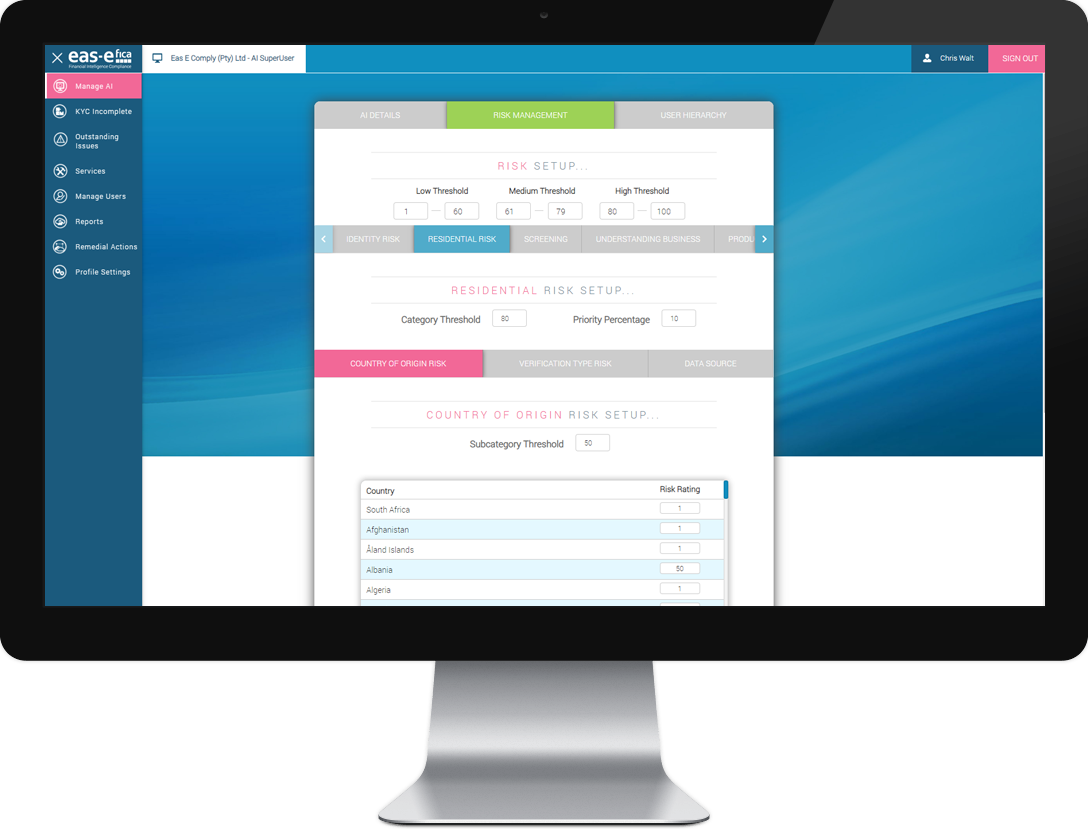 eas-e fica
Financial Intelligence Compliance
Eas E Comply (Pty) Ltd - AI SuperUser
Chris Walt
SIGN OUT
Manage AI
KYC Incomplete
Outstanding
Issues
Services
Manage Users
Reports
Remedial Actions
Profile Settings
AI DETAILS
RISK MANAGEMENT
USER HIERARCHY
RISK SETUP...
Low Threshold
Medium Threshold
High Threshold
1 — 60
61 — 79
80 — 100
IDENTITY RISK
RESIDENTIAL RISK
SCREENING
UNDERSTANDING BUSINESS
PRODU
RESIDENTIAL RISK SETUP...
Category Threshold 80
Priority Percentage 10
COUNTRY OF ORIGIN RISK
VERIFICATION TYPE RISK
DATA SOURCE
COUNTRY OF ORIGIN RISK SETUP...
Subcategory Threshold 50
Country Risk Rating
South Africa 1
Afghanistan 1
Åland Islands 1
Albania 50
Algeria 1